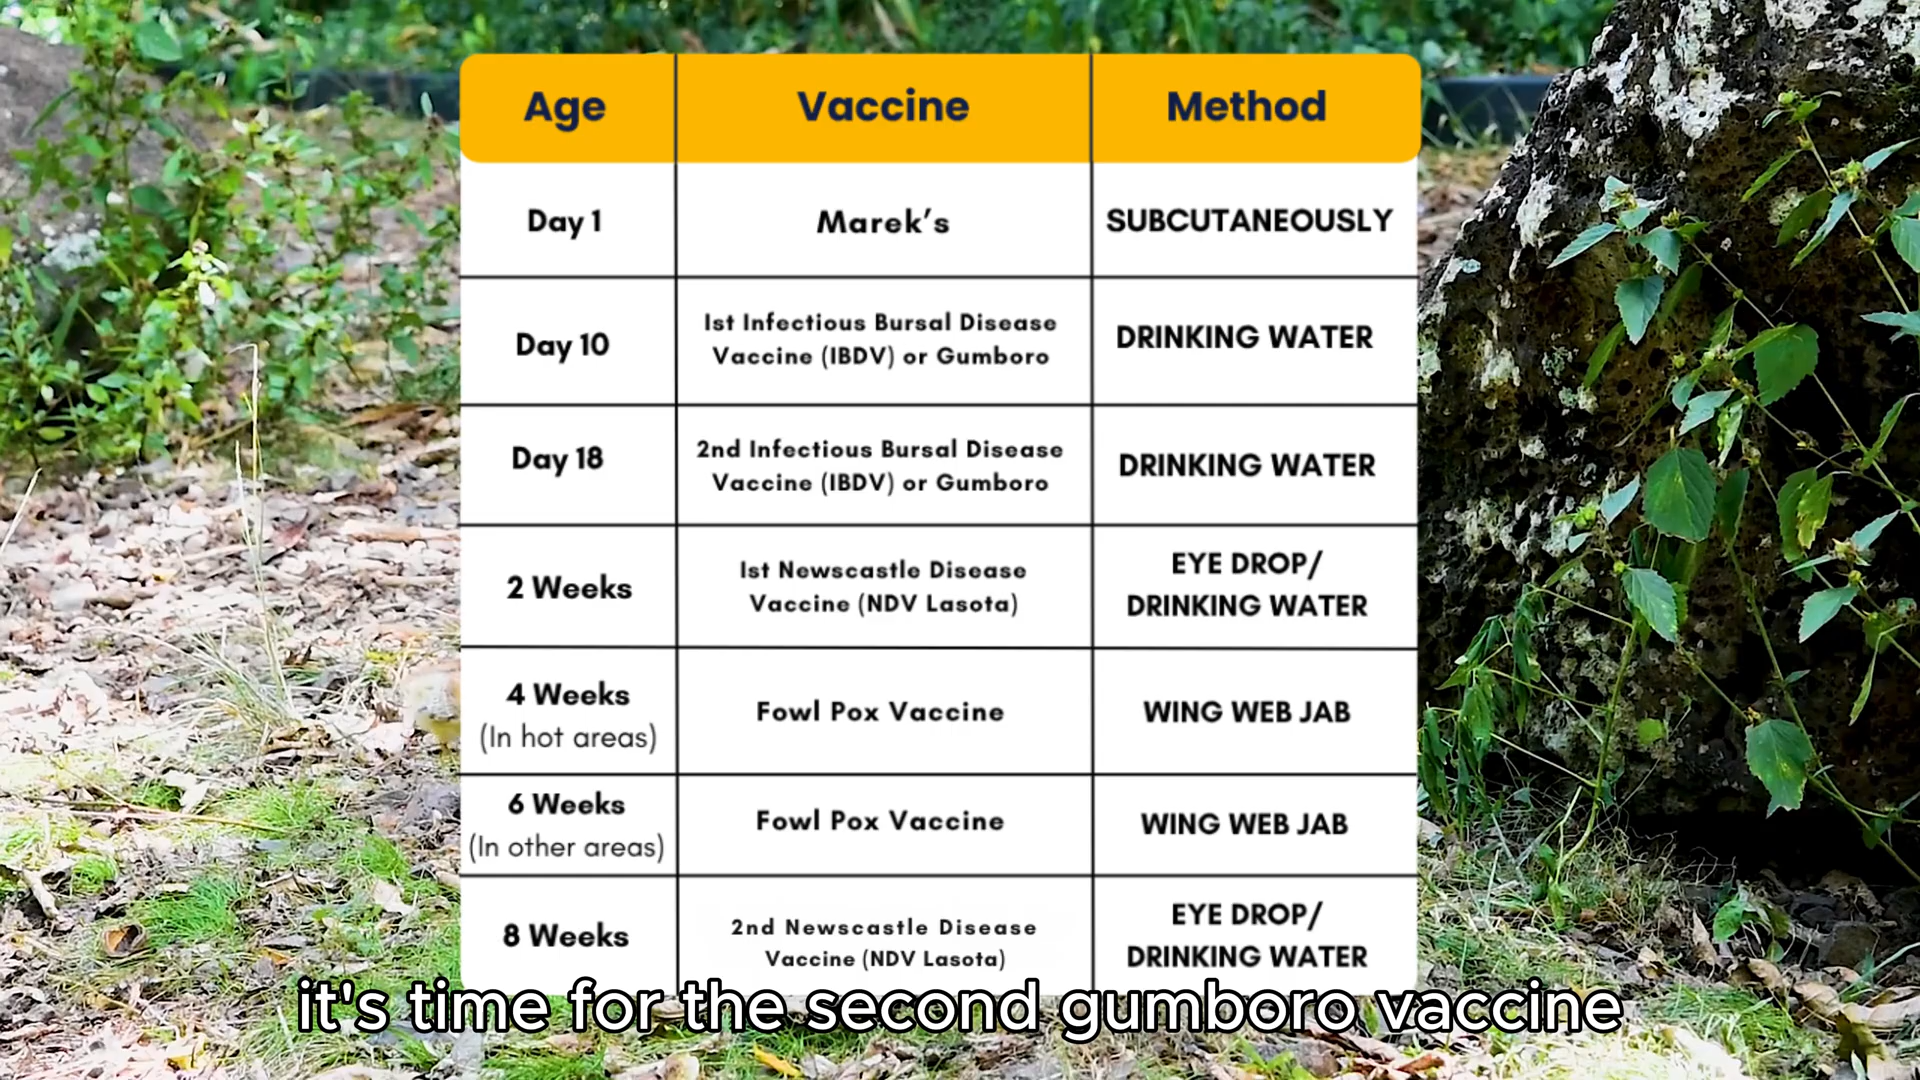 Age Vaccine Method
Day 1 Marek's SUBCUTANEOUSLY
Day 10 1st Infectious Bursal Disease DRINKING WATER
Vaccine (IBDV) or Gumboro
Day 18 2nd Infectious Bursal Disease DRINKING WATER
Vaccine (IBDV) or Gumboro
2 Weeks 1st Newscastle Disease EYE DROP/
Vaccine (NDV Lasota) DRINKING WATER
4 Weeks Fowl Pox Vaccine WING WEB JAB
(In hot areas)
6 Weeks Fowl Pox Vaccine WING WEB JAB
(In other areas)
8 Weeks 2nd Newscastle Disease EYE DROP/
Vaccine (NDV Lasota) DRINKING WATER
it's time for the second gumboro vaccine